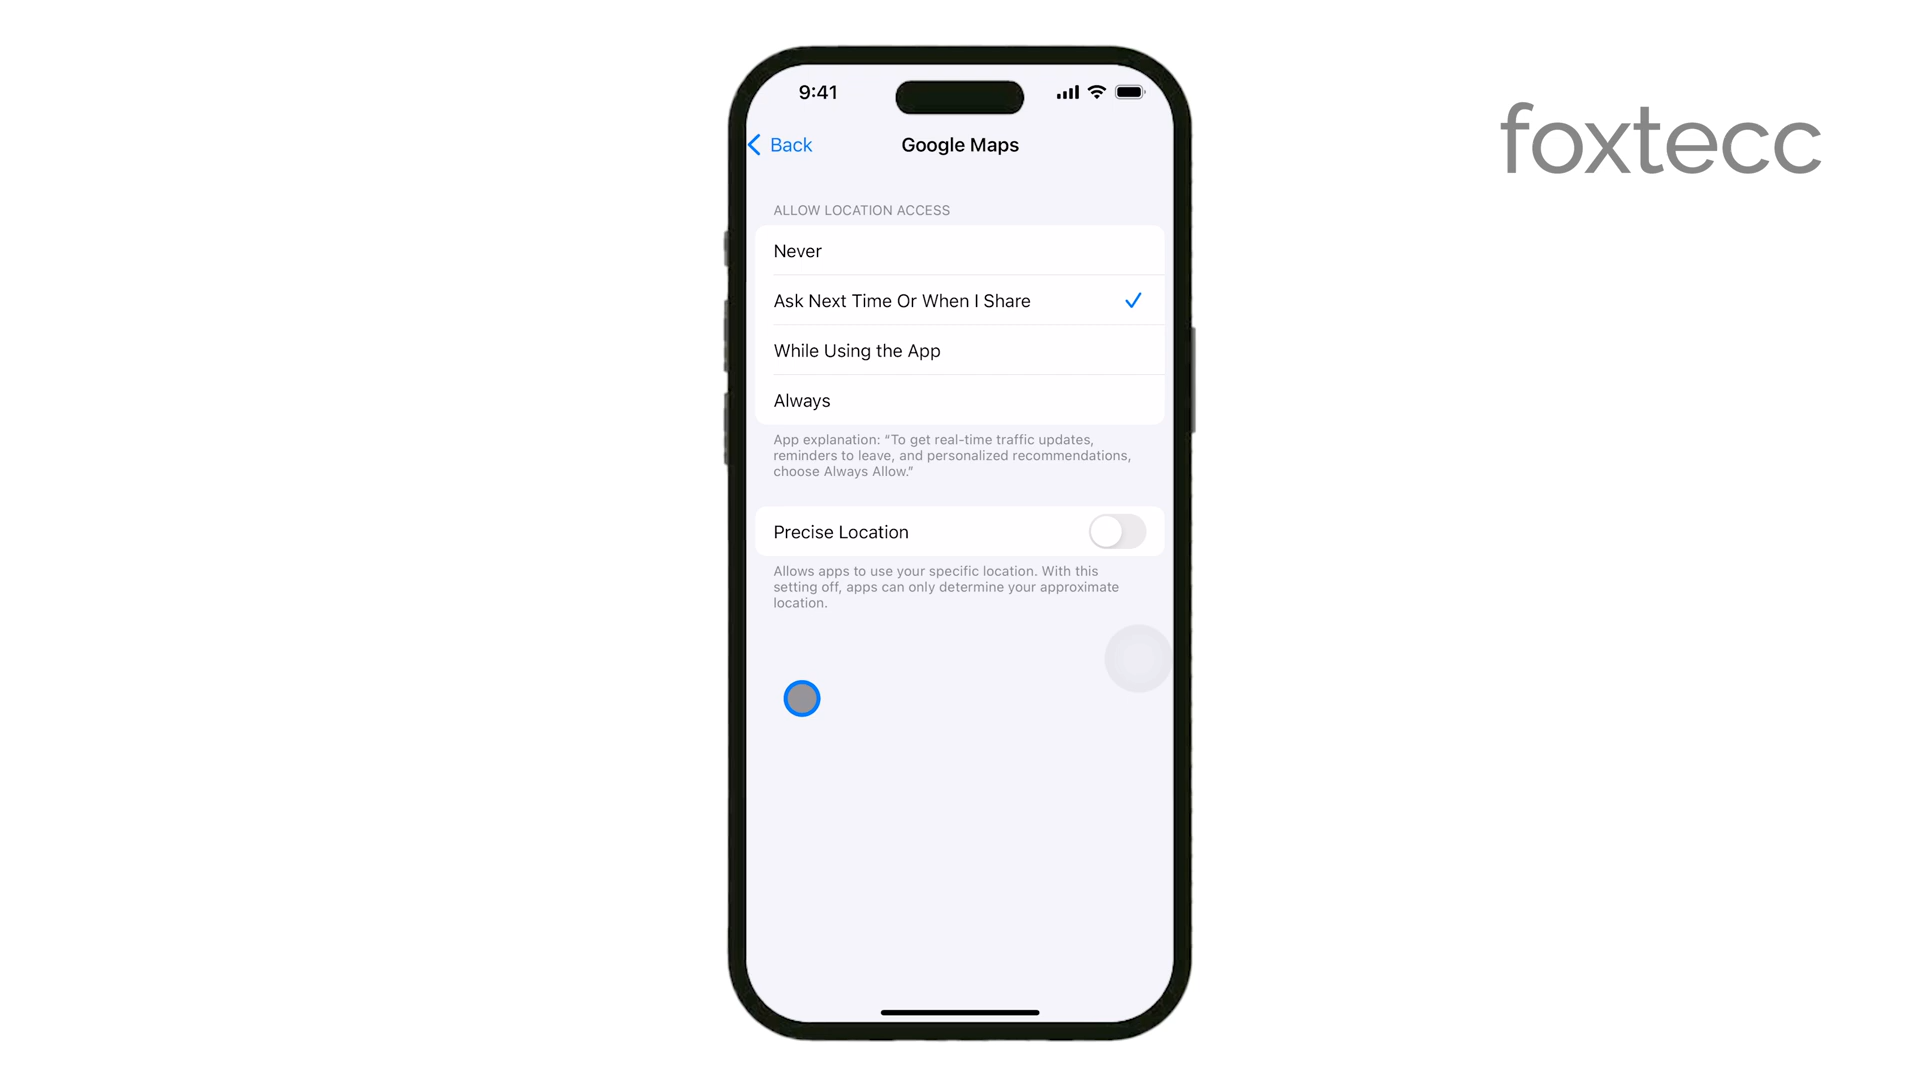 9:41
foxtecc
Back
Google Maps
ALLOW LOCATION ACCESS
Never
Ask Next Time Or When I Share
While Using the App
Always
App explanation: “To get real-time traffic updates,
reminders to leave, and personalized recommendations,
choose Always Allow.”
Precise Location
Allows apps to use your specific location. With this
setting off, apps can only determine your approximate
location.